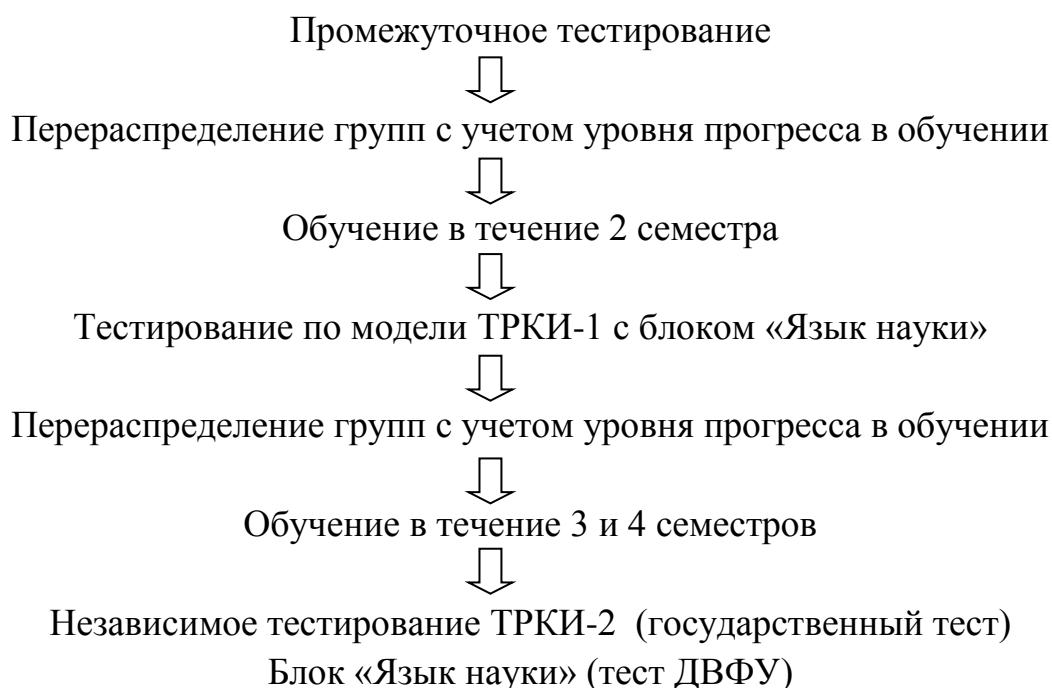 Промежуточное тестирование
Перераспределение групп с учетом уровня прогресса в обучении
Обучение в течение 2 семестра
Тестирование по модели ТРКИ-1 с блоком «Язык науки»
Перераспределение групп с учетом уровня прогресса в обучении
Обучение в течение 3 и 4 семестров
Независимое тестирование ТРКИ-2 (государственный тест)
Блок «Язык науки» (тест ДВФУ)